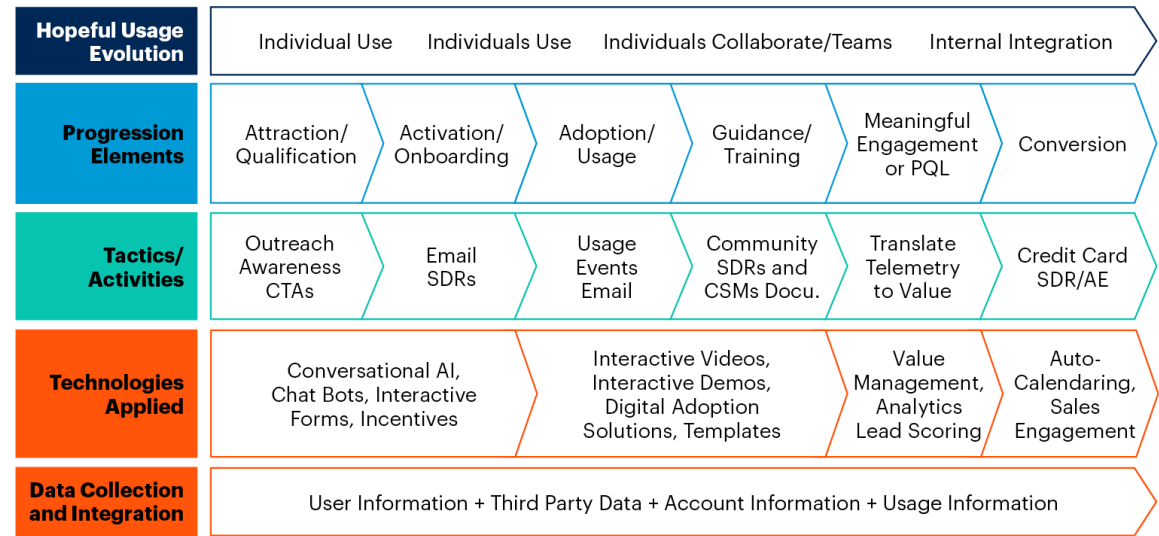 Hopeful Usage
Evolution
Individual Use Individuals Use Individuals Collaborate/Teams Internal Integration
Progression
Elements
Attraction/
Qualification
Activation/
Onboarding
Adoption/
Usage
Guidance/
Training
Meaningful
Engagement
or PQL
Conversion
Tactics/
Activities
Outreach
Awareness
CTAs
Email
SDRs
Usage
Events
Email
Community
SDRs and
CSMs Docu.
Translate
Telemetry
to Value
Credit Card
SDR/AE
Technologies
Applied
Conversational AI,
Chat Bots, Interactive
Forms, Incentives
Interactive Videos,
Interactive Demos,
Digital Adoption
Solutions, Templates
Value
Management,
Analytics
Lead Scoring
Auto-
Calendaring,
Sales
Engagement
Data Collection
and Integration
User Information + Third Party Data + Account Information + Usage Information